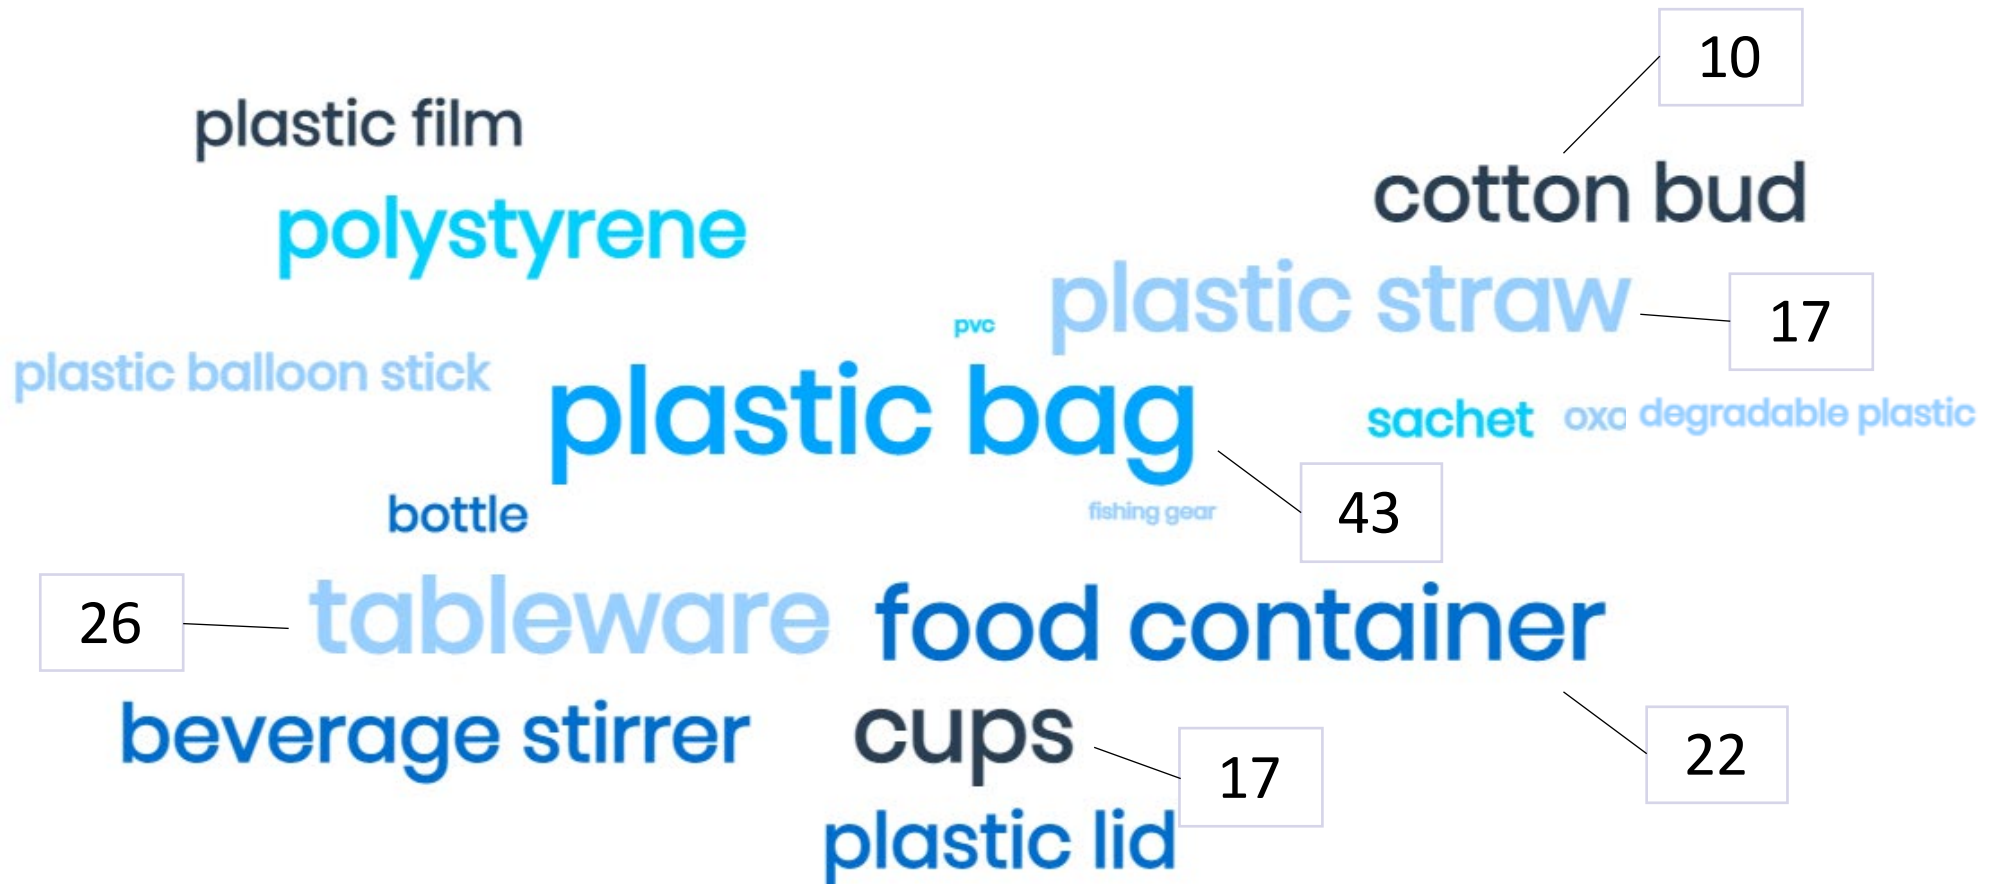 10
plastic film
cotton bud
polystyrene
plastic straw
17
pvc
plastic balloon stick
plastic bag
sachet
oxo degradable plastic
43
bottle
fishing gear
26
tableware
food container
beverage stirrer
cups
17
22
plastic lid